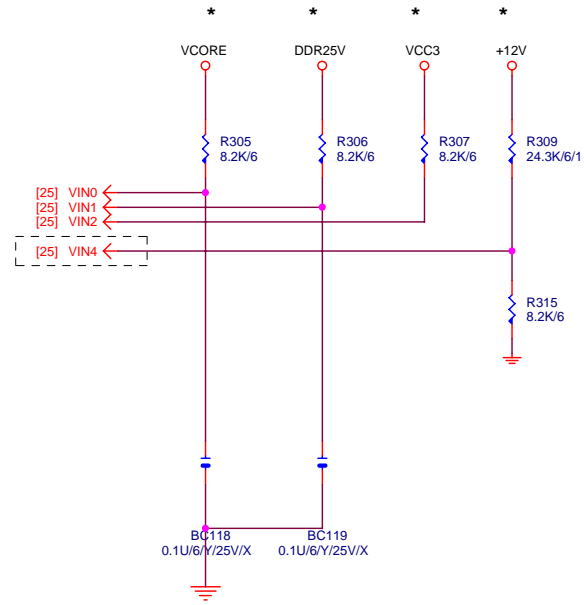 * * * *
VCORE DDR25V VCC3 +12V
R305 R306 R307 R309
8.2K/6 8.2K/6 8.2K/6 24.3K/6/1
[25] VIN0
[25] VIN1
[25] VIN2
[25] VIN4
R315
8.2K/6
BC118 BC119
0.1U/6/Y/25V/X 0.1U/6/Y/25V/X